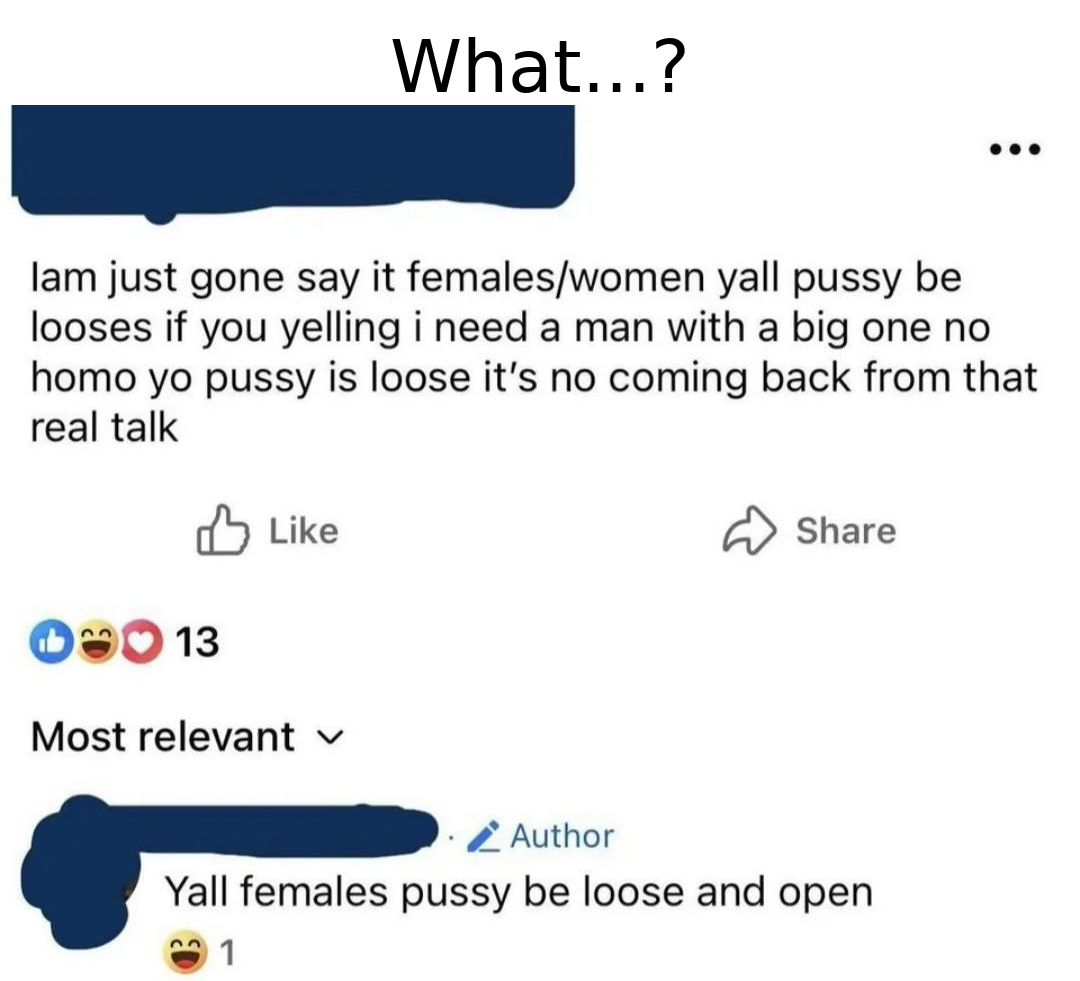 What...?
Iam just gone say it females/women yall pussy be
looses if you yelling i need a man with a big one no
homo yo pussy is loose it's no coming back from that
real talk
Like
Share
13
Most relevant
· Author
Yall females pussy be loose and open
1